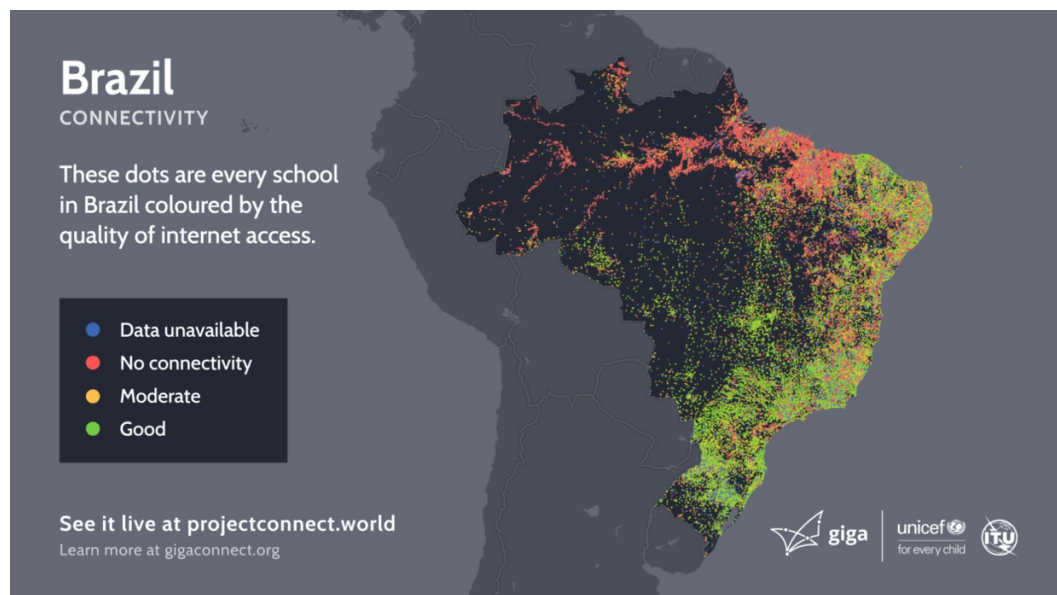 Brazil
CONNECTIVITY
These dots are every school
in Brazil coloured by the
quality of internet access.
Data unavailable
No connectivity
Moderate
Good
See it live at projectconnect.world
Learn more at gigaconnect.org
giga
unicef
for every child
ITU